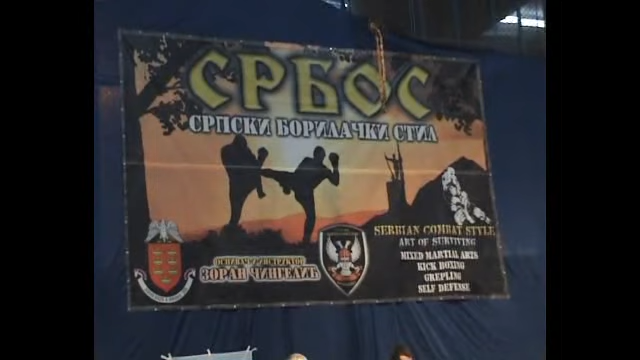 СРБОС
СРПСКИ БОРИЛАЧКИ СТИЛ
SERBIAN COMBAT STYLE
ART OF SURVIVING
MIXED MARTIAL ARTS
KICK BOXING
GREPLING
SELF DEFENSE
ЗОРАН